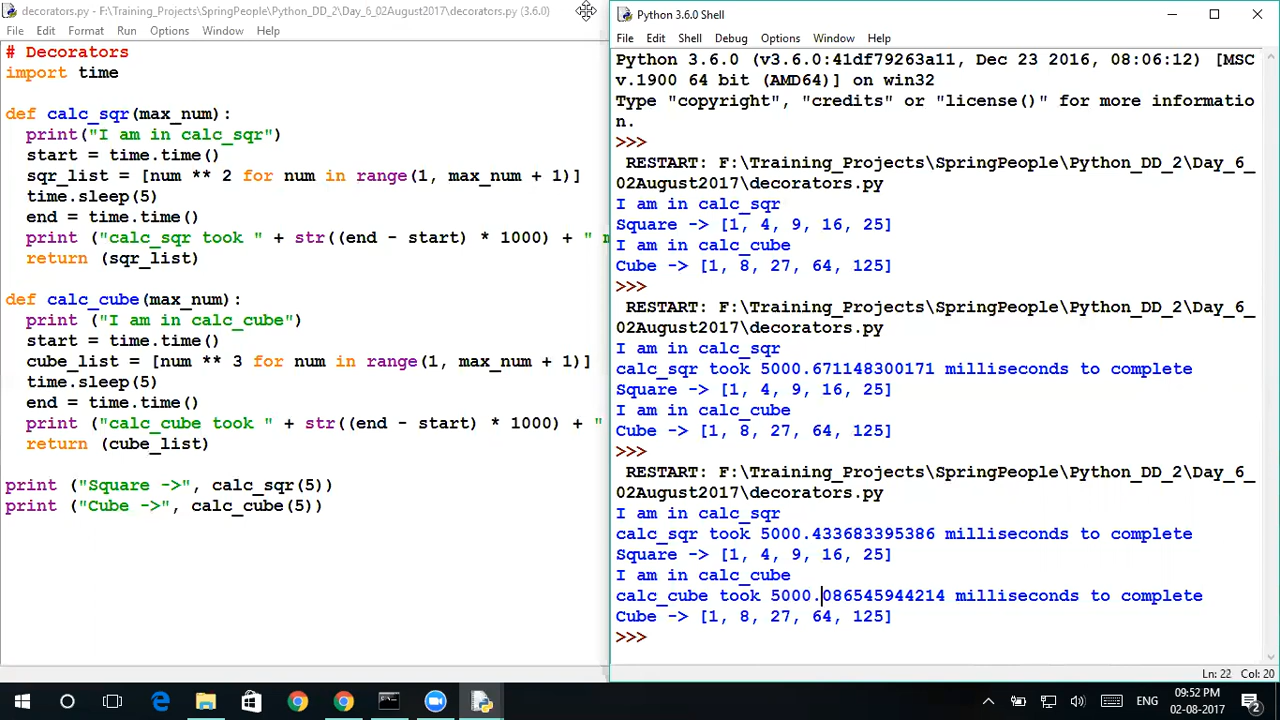 decorators.py - F:\Training_Projects\SpringPeople\Python_DD_2\Day_6_02August2017\decorators.py (3.6.0)
File Edit Format Run Options Window Help
# Decorators
import time
def calc_sqr(max_num):
print("I am in calc_sqr")
start = time.time()
sqr_list = [num ** 2 for num in range(1, max_num + 1)]
time.sleep(5)
end = time.time()
print ("calc_sqr took " + str((end - start) * 1000) + " m
return (sqr_list)
def calc_cube(max_num):
print ("I am in calc_cube")
start = time.time()
cube_list = [num ** 3 for num in range(1, max_num + 1)]
time.sleep(5)
end = time.time()
print ("calc_cube took " + str((end - start) * 1000) + "
return (cube_list)
print ("Square ->", calc_sqr(5))
print ("Cube ->", calc_cube(5))
Python 3.6.0 Shell
File Edit Shell Debug Options Window Help
Python 3.6.0 (v3.6.0:41df79263a11, Dec 23 2016, 08:06:12) [MSC
v.1900 64 bit (AMD64)] on win32
Type "copyright", "credits" or "license()" for more informatio
n.
>>>
RESTART: F:\Training_Projects\SpringPeople\Python_DD_2\Day_6_
02August2017\decorators.py
I am in calc_sqr
Square -> [1, 4, 9, 16, 25]
I am in calc_cube
Cube -> [1, 8, 27, 64, 125]
>>>
RESTART: F:\Training_Projects\SpringPeople\Python_DD_2\Day_6_
02August2017\decorators.py
I am in calc_sqr
calc_sqr took 5000.671148300171 milliseconds to complete
Square -> [1, 4, 9, 16, 25]
I am in calc_cube
Cube -> [1, 8, 27, 64, 125]
>>>
RESTART: F:\Training_Projects\SpringPeople\Python_DD_2\Day_6_
02August2017\decorators.py
I am in calc_sqr
calc_sqr took 5000.433683395386 milliseconds to complete
Square -> [1, 4, 9, 16, 25]
I am in calc_cube
calc_cube took 5000.086545944214 milliseconds to complete
Cube -> [1, 8, 27, 64, 125]
>>>
Ln: 22 Col: 20
ENG
09:52 PM
02-08-2017
2